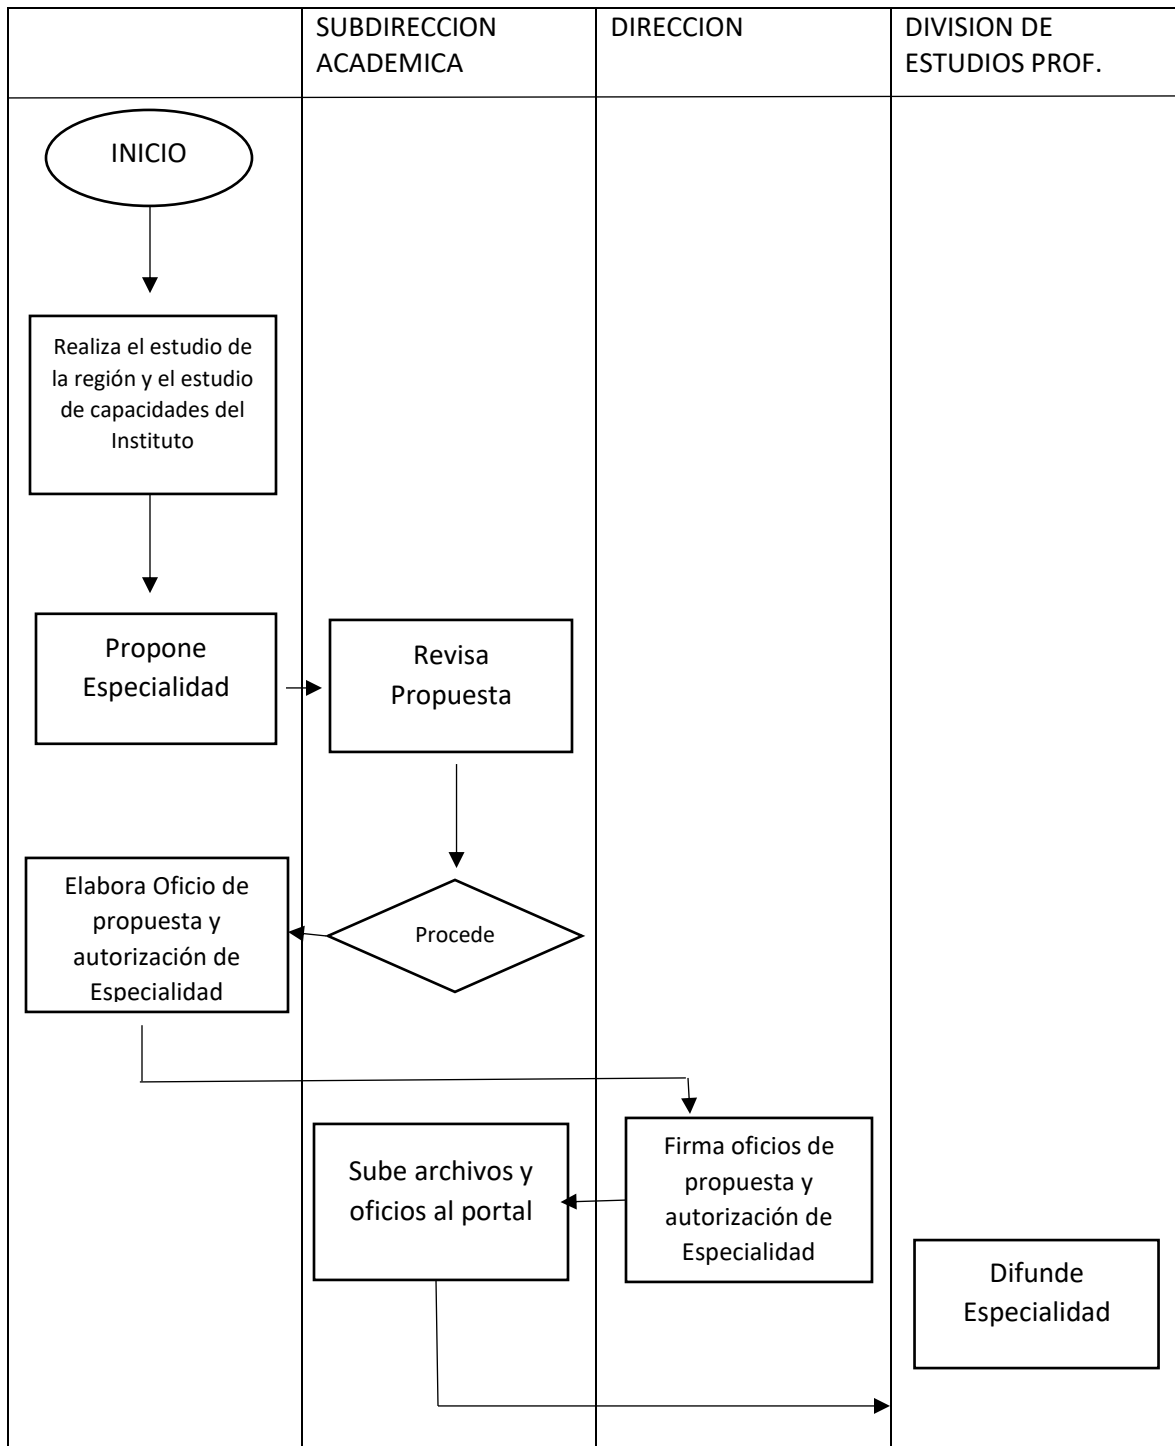 SUBDIRECCION
ACADEMICA
DIRECCION
DIVISION DE
ESTUDIOS PROF.
INICIO
Realiza el estudio de
la región y el estudio
de capacidades del
Instituto
Propone
Especialidad
Revisa
Propuesta
Procede
Elabora Oficio de
propuesta y
autorización de
Especialidad
Firma oficios de
propuesta y
autorización de
Especialidad
Sube archivos y
oficios al portal
Difunde
Especialidad